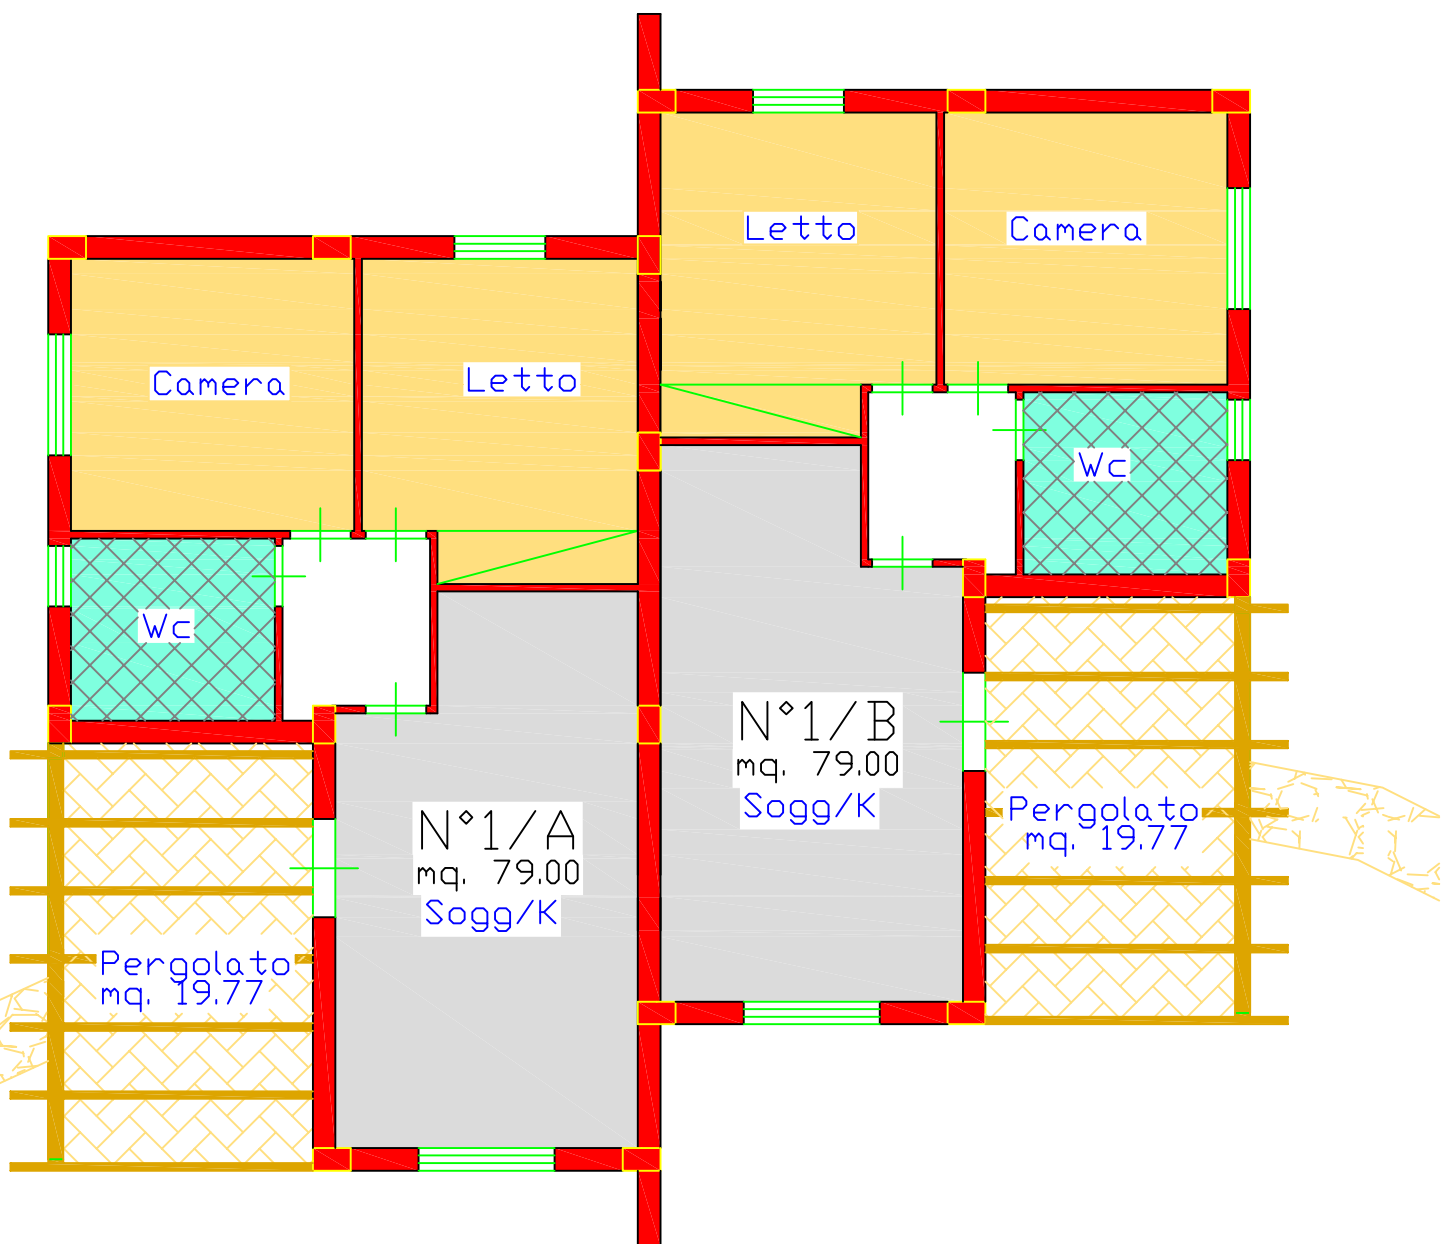 Letto
Camera
Camera
Letto
Wc
Wc
N°1/B
mq. 79.00
Sogg/K
Pergolato
mq. 19.77
N°1/A
mq. 79.00
Sogg/K
Pergolato
mq. 19.77